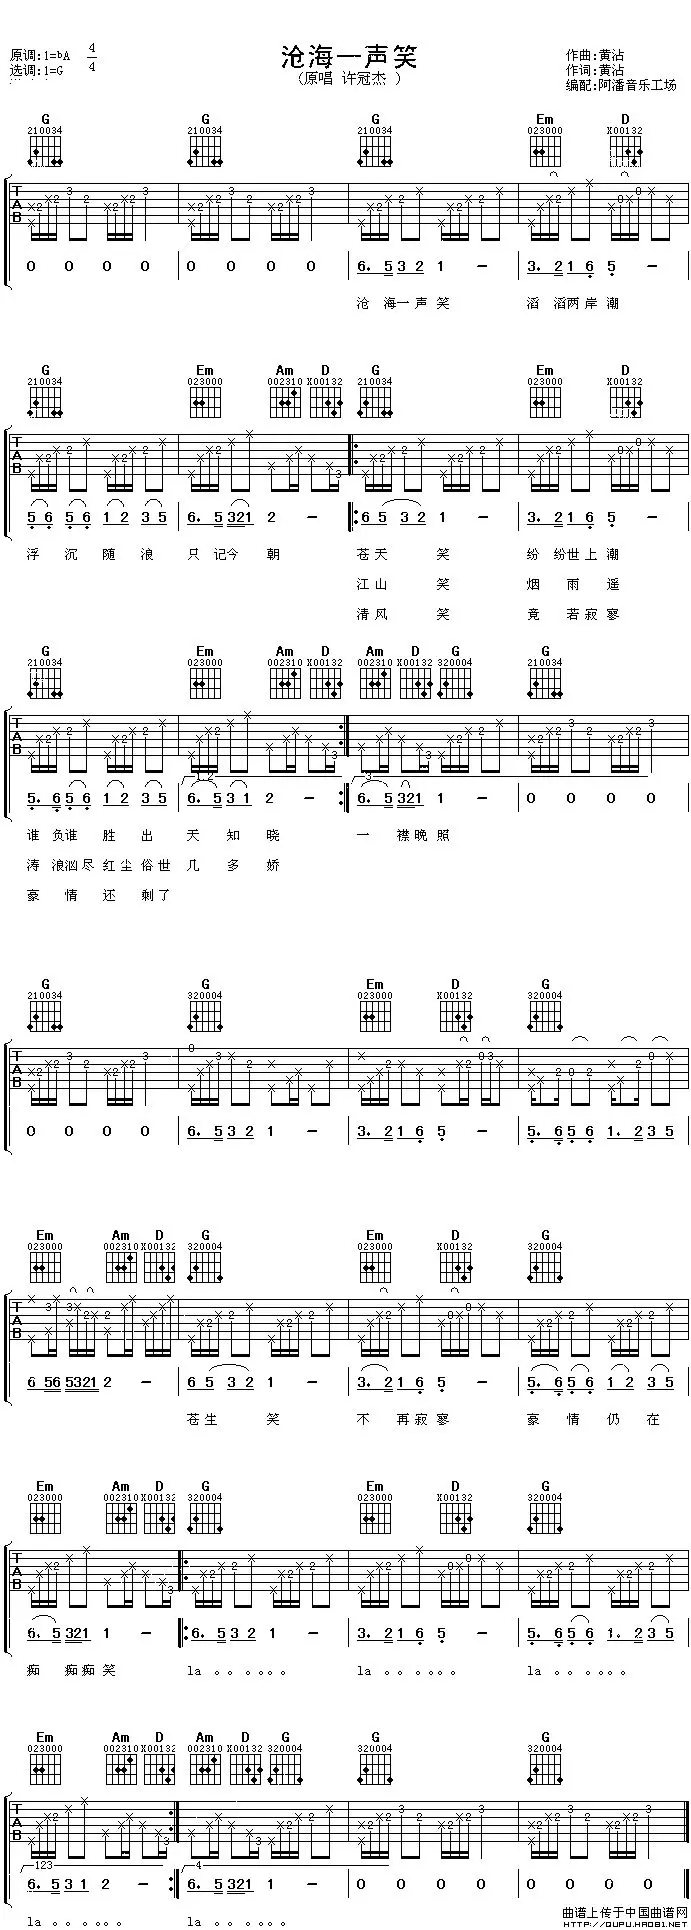 沧海一声笑
(原唱 许冠杰 )
原调:1=bA 4/4
选调:1=G
作曲:黄沾
作词:黄沾
编配:阿潘音乐工场
G G G Em D
210034 210034 210034 023000 X00132
T A B
0 0 0 0 0 0 0 0 6. 5 3 2 1 - 3. 2 1 6 5 -
沧 海一声 笑 滔 滔两岸 潮
G Em Am D G Em D
210034 023000 002310 X00132 210034 023000 X00132
T A B
5 6 5 6 1 2 3 5 6. 5 321 2 - 6 5 3 2 1 - 3. 2 1 6 5 -
浮 沉 随 浪 只 记今 朝 苍天 笑 纷 纷世上 潮
江山 笑 烟 雨 遥
清风 笑 竟 若寂 寥
G Em Am D Am D G G
210034 023000 002310 X00132 002310 X00132 320004 210034
T A B
1 2 3
5. 6 5 6 1 2 3 5 6. 5 3 1 2 - 6. 5 321 1 0 0 0 0
谁 负谁 胜 出 天 知 晓 一 襟晚 照
涛 浪汹尽 红尘 俗世 几 多 娇
豪 情 还 剩了
G G Em D G
210034 320004 023000 X00132 320004
T A B
0 0 0 0 6. 5 3 2 1 - 3. 2 1 6 5 - 5. 6 5 6 1. 2 3 5
Em Am D G Em D G
023000 002310 X00132 320004 023000 X00132 320004
T A B
6 56 5321 2 - 6 5 3 2 1 - 3. 2 1 6 5 - 5. 6 5 6 1 2 3 5
苍生 笑 不 再寂 寥 豪 情 仍 在
Em Am D G Em D G
023000 002310 X00132 320004 023000 X00132 320004
T A B
6. 5 321 1 - 6. 5 3 2 1 - 3. 2 1 6 5 - 5. 6 5 6 1. 2 3 5
痴 痴痴 笑 la 。。。。。。 la 。。。。。。 la 。。。。。。
Em Am D Am D G G G
023000 002310 X00132 002310 X00132 320004 320004 320004
T A B
123 4
6. 5 3 1 2 - 6. 5 321 1 - 0 0 0 0 0 0 0 0
la 。。。。。。 la 。。。。。。
曲谱上传于中国曲谱网
http://QUPU.HAO81.NET